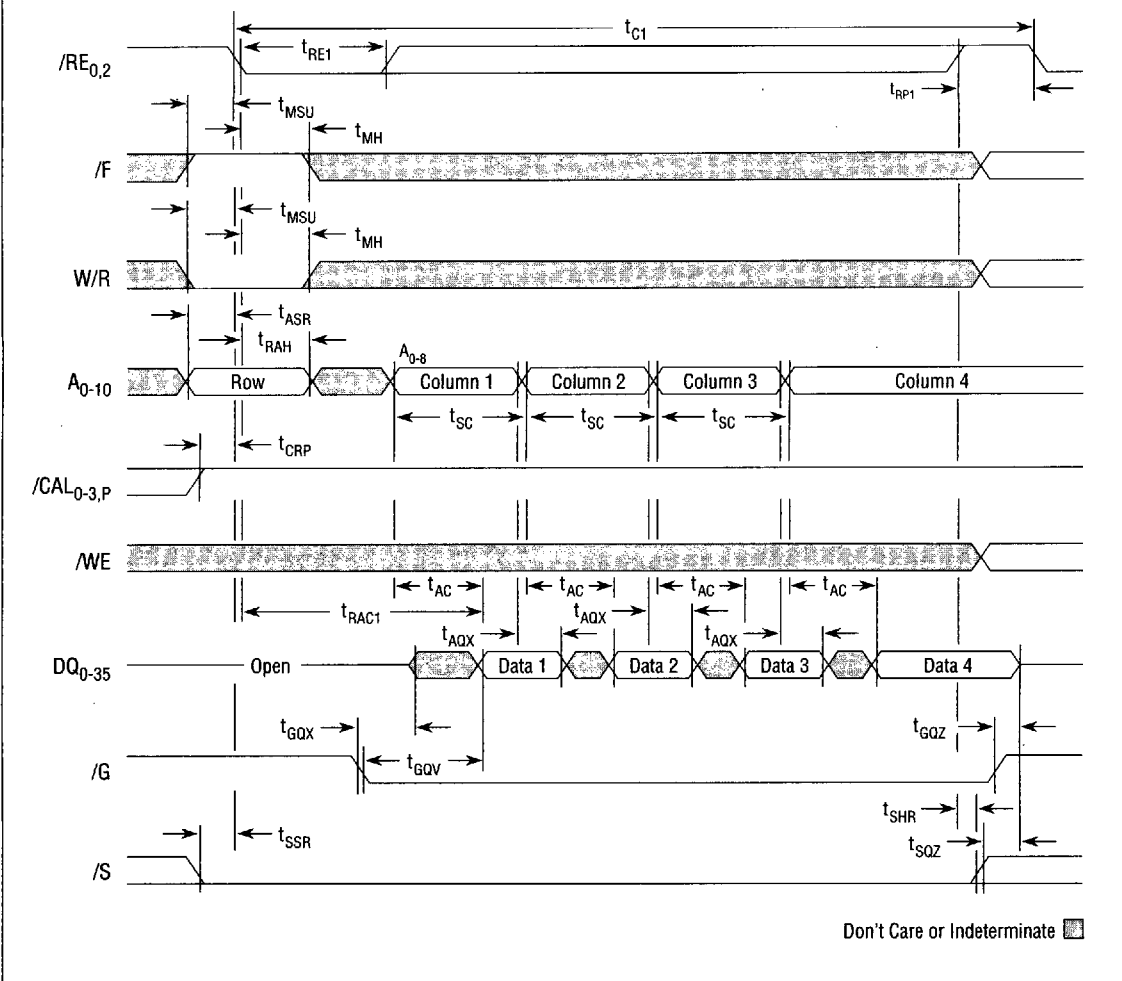 t_C1
t_RE1
/RE_0,2
t_RP1
t_MSU
t_MH
/F
t_MSU
t_MH
W/R
t_ASR
t_RAH
A_0-8
A_0-10
Row
Column 1
Column 2
Column 3
Column 4
t_SC
t_SC
t_SC
t_CRP
/CAL_0-3,P
/WE
t_AC
t_AC
t_AC
t_AC
t_RAC1
t_AQX
t_AQX
t_AQX
DQ_0-35
Open
Data 1
Data 2
Data 3
Data 4
t_GQX
t_GQZ
/G
t_GQV
t_SHR
t_SSR
t_SQZ
/S
Don't Care or Indeterminate